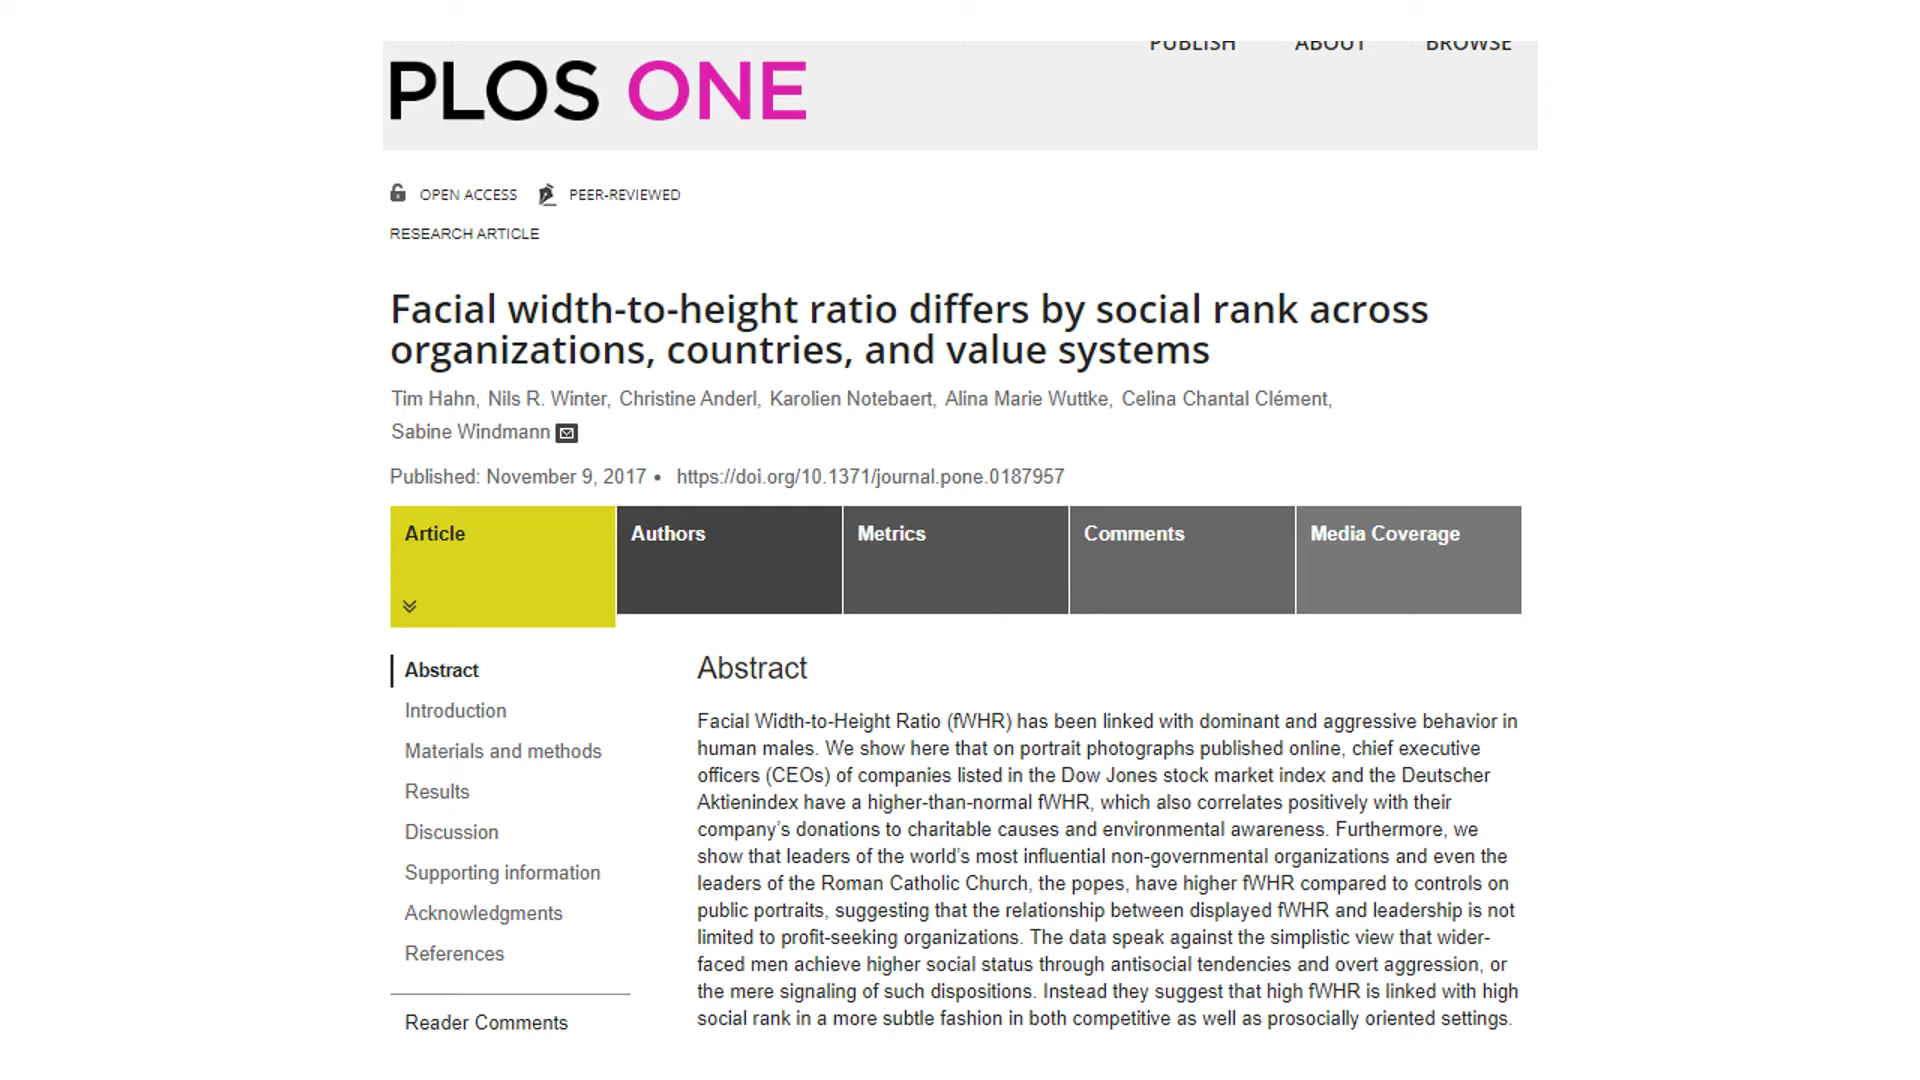 PUBLISH ABOUT BROWSE
PLOS ONE
OPEN ACCESS PEER-REVIEWED
RESEARCH ARTICLE
Facial width-to-height ratio differs by social rank across
organizations, countries, and value systems
Tim Hahn, Nils R. Winter, Christine Anderl, Karolien Notebaert, Alina Marie Wuttke, Celina Chantal Clément,
Sabine Windmann
Published: November 9, 2017 • https://doi.org/10.1371/journal.pone.0187957
Article Authors Metrics Comments Media Coverage
Abstract
Introduction
Materials and methods
Results
Discussion
Supporting information
Acknowledgments
References
Reader Comments
Abstract
Facial Width-to-Height Ratio (fWHR) has been linked with dominant and aggressive behavior in
human males. We show here that on portrait photographs published online, chief executive
officers (CEOs) of companies listed in the Dow Jones stock market index and the Deutscher
Aktienindex have a higher-than-normal fWHR, which also correlates positively with their
company’s donations to charitable causes and environmental awareness. Furthermore, we
show that leaders of the world’s most influential non-governmental organizations and even the
leaders of the Roman Catholic Church, the popes, have higher fWHR compared to controls on
public portraits, suggesting that the relationship between displayed fWHR and leadership is not
limited to profit-seeking organizations. The data speak against the simplistic view that wider-
faced men achieve higher social status through antisocial tendencies and overt aggression, or
the mere signaling of such dispositions. Instead they suggest that high fWHR is linked with high
social rank in a more subtle fashion in both competitive as well as prosocially oriented settings.